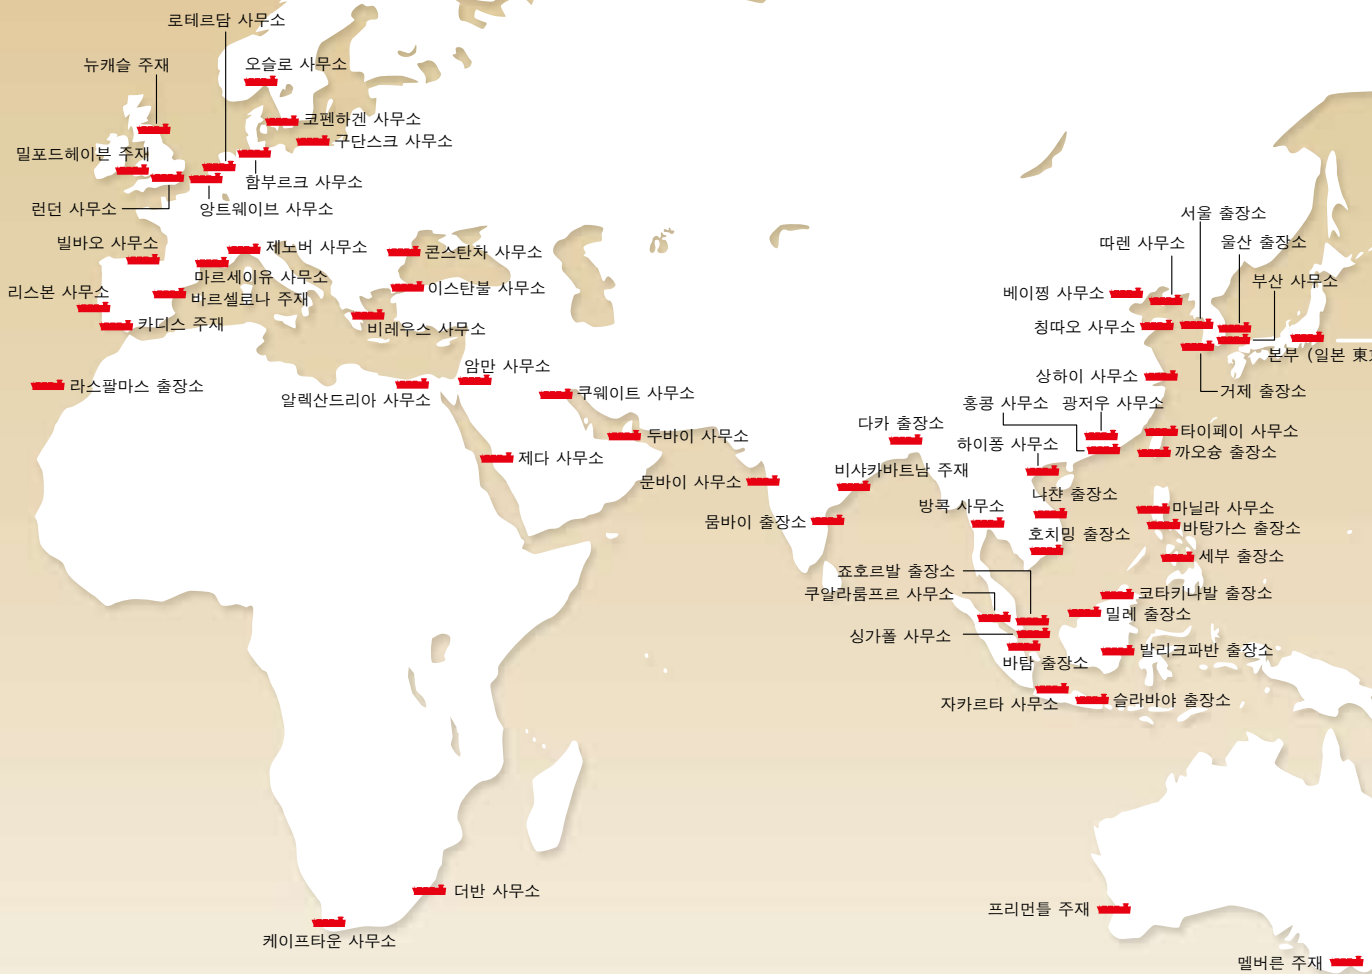 로테르담 사무소
뉴캐슬 주재
오슬로 사무소
코펜하겐 사무소
구단스크 사무소
밀포드헤이븐 주재
함부르크 사무소
런던 사무소
앙트웨이브 사무소
빌바오 사무소
제노버 사무소
콘스탄차 사무소
마르세이유 사무소
리스본 사무소
바르셀로나 주재
이스탄불 사무소
카디스 주재
비레우스 사무소
암만 사무소
라스팔마스 출장소
알렉산드리아 사무소
쿠웨이트 사무소
두바이 사무소
제다 사무소
문바이 사무소
뭄바이 출장소
다카 출장소
비샤카바트남 주재
서울 출장소
따렌 사무소
울산 출장소
부산 사무소
베이찡 사무소
칭따오 사무소
본부 (일본 東
상하이 사무소
거제 출장소
홍콩 사무소
광저우 사무소
타이페이 사무소
하이퐁 사무소
까오슝 출장소
냐챤 출장소
방콕 사무소
마닐라 사무소
바탕가스 출장소
호치밍 출장소
세부 출장소
죠호르발 출장소
쿠알라룸프르 사무소
코타키나발 출장소
밀레 출장소
싱가폴 사무소
발리크파반 출장소
바탐 출장소
자카르타 사무소
슬라바야 출장소
더반 사무소
케이프타운 사무소
프리먼틀 주재
멜버른 주재